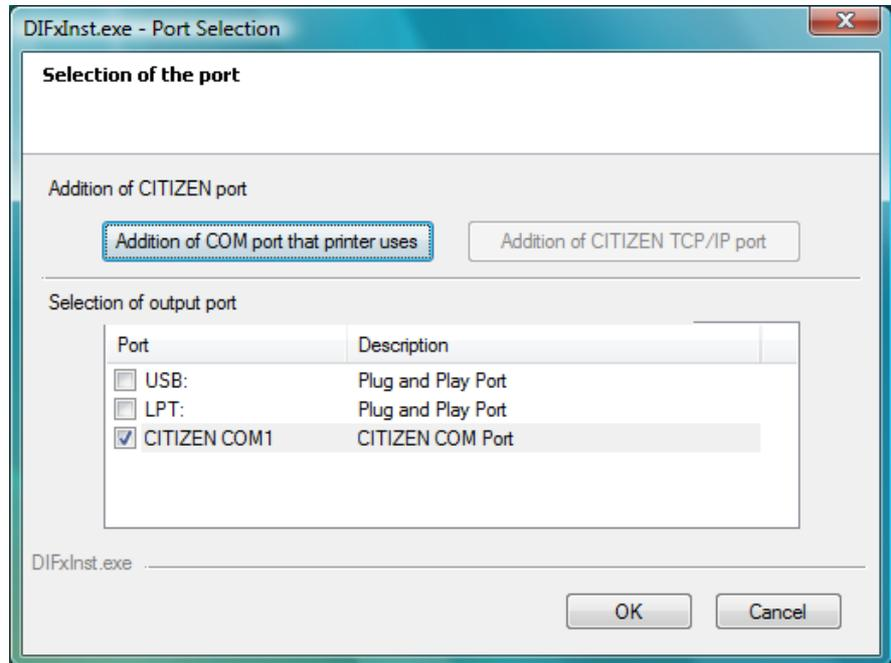 DIFxInst.exe - Port Selection
Selection of the port
Addition of CITIZEN port
Addition of COM port that printer uses Addition of CITIZEN TCP/IP port
Selection of output port
Port Description
USB: Plug and Play Port
LPT: Plug and Play Port
CITIZEN COM1 CITIZEN COM Port
DIFxInst.exe
OK Cancel